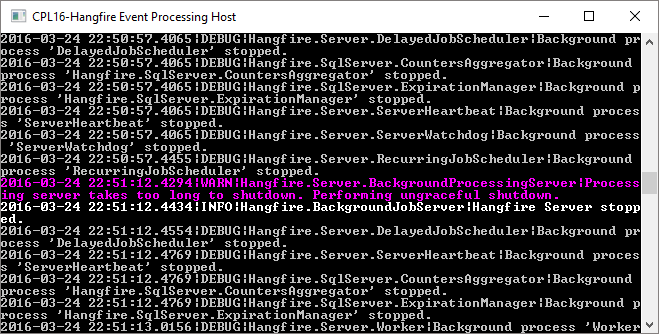 CPL16-Hangfire Event Processing Host
2016-03-24 22:50:57.4065|DEBUG|Hangfire.Server.DelayedJobScheduler|Background pr
ocess 'DelayedJobScheduler' stopped.
2016-03-24 22:50:57.4065|DEBUG|Hangfire.SqlServer.CountersAggregator|Background
process 'Hangfire.SqlServer.CountersAggregator' stopped.
2016-03-24 22:50:57.4065|DEBUG|Hangfire.SqlServer.ExpirationManager|Background p
rocess 'Hangfire.SqlServer.ExpirationManager' stopped.
2016-03-24 22:50:57.4065|DEBUG|Hangfire.Server.ServerHeartbeat|Background proces
s 'ServerHeartbeat' stopped.
2016-03-24 22:50:57.4065|DEBUG|Hangfire.Server.ServerWatchdog|Background process
'ServerWatchdog' stopped.
2016-03-24 22:50:57.4455|DEBUG|Hangfire.Server.RecurringJobScheduler|Background
process 'RecurringJobScheduler' stopped.
2016-03-24 22:51:12.4294|WARN|Hangfire.Server.BackgroundProcessingServer|Process
ing server takes too long to shutdown. Performing ungraceful shutdown.
2016-03-24 22:51:12.4434|INFO|Hangfire.BackgroundJobServer|Hangfire Server stopp
ed.
2016-03-24 22:51:12.4554|DEBUG|Hangfire.Server.DelayedJobScheduler|Background pr
ocess 'DelayedJobScheduler' stopped.
2016-03-24 22:51:12.4769|DEBUG|Hangfire.Server.ServerHeartbeat|Background proces
s 'ServerHeartbeat' stopped.
2016-03-24 22:51:12.4769|DEBUG|Hangfire.SqlServer.CountersAggregator|Background
process 'Hangfire.SqlServer.CountersAggregator' stopped.
2016-03-24 22:51:12.4769|DEBUG|Hangfire.SqlServer.ExpirationManager|Background p
rocess 'Hangfire.SqlServer.ExpirationManager' stopped.
2016-03-24 22:51:13.0156|DEBUG|Hangfire.Server.Worker|Background process 'Worker